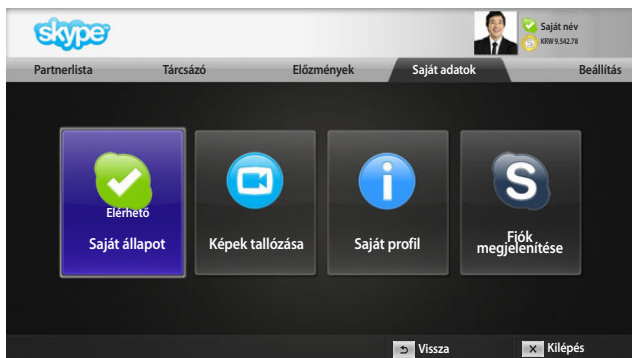 skype
Saját név
KRW 9.542.78
Partnerlista
Tárcsázó
Előzmények
Saját adatok
Beállítás
Elérhető
Saját állapot
Képek tallózása
Saját profil
S
Fiók
megjelenítése
Vissza
Kilépés